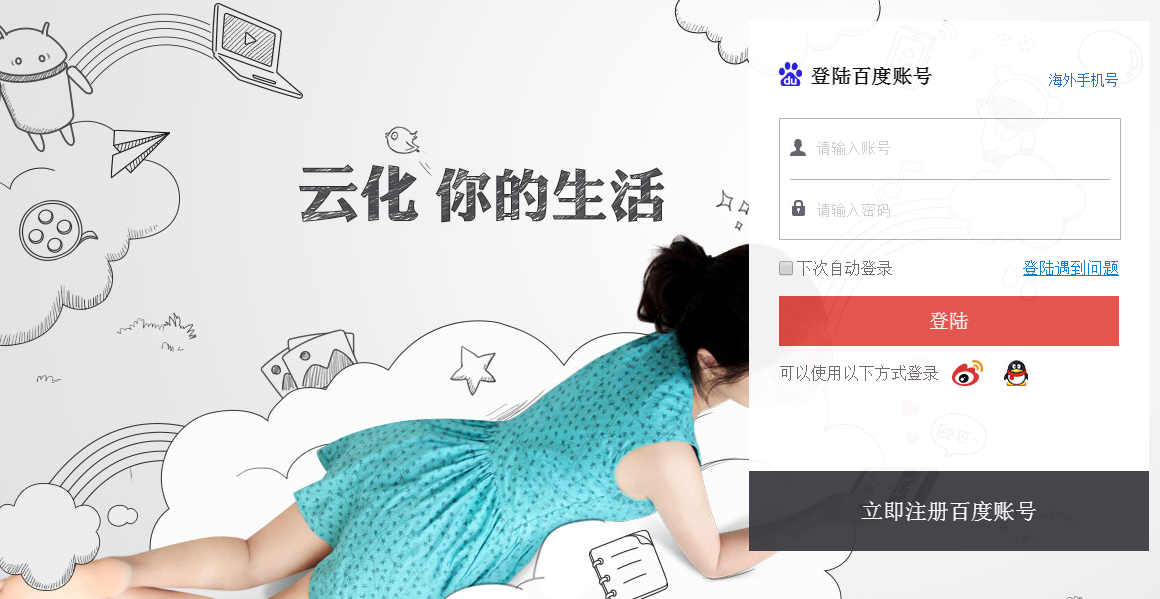 云化 你的生活
du 登陆百度账号
海外手机号
请输入账号
请输入密码
下次自动登录
登陆遇到问题
登陆
可以使用以下方式登录
立即注册百度账号